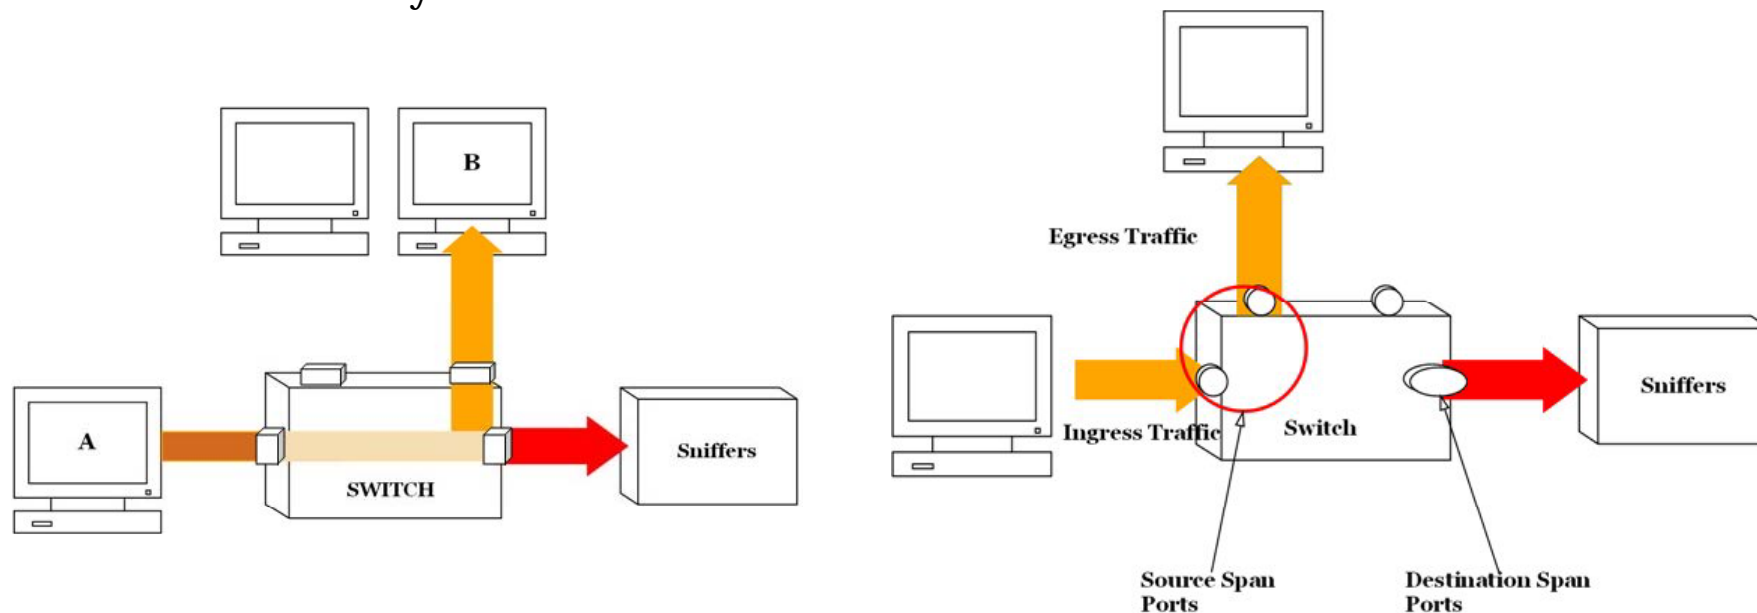 B
A
SWITCH
Sniffers
Egress Traffic
Ingress Traffic
Switch
Sniffers
Source Span
Ports
Destination Span
Ports